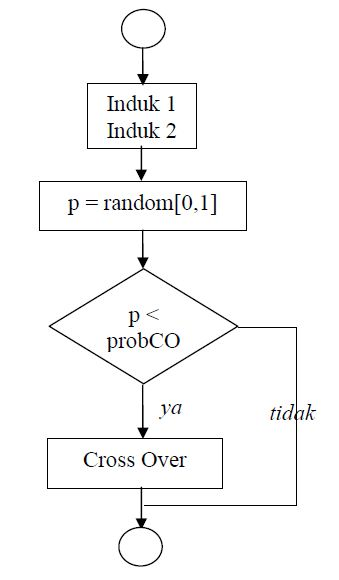 Induk 1
Induk 2
p = random[0,1]
p <
probCO
ya
tidak
Cross Over